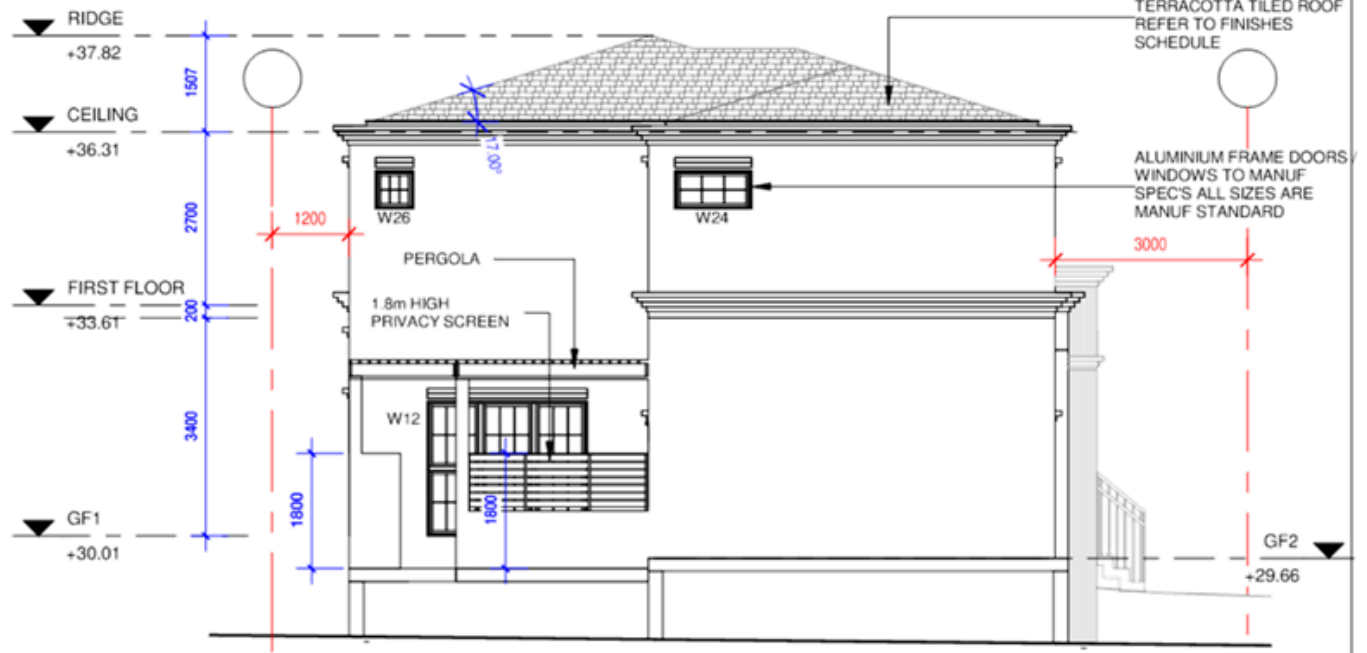 RIDGE
+37.82
TERRACOTTA TILED ROOF
REFER TO FINISHES
SCHEDULE
1507
CEILING
+36.31
17.00°
ALUMINIUM FRAME DOORS /
WINDOWS TO MANUF
SPEC'S ALL SIZES ARE
MANUF STANDARD
W26
W24
2700
1200
3000
PERGOLA
FIRST FLOOR
+33.61
200
1.8m HIGH
PRIVACY SCREEN
W12
3400
1800
1800
GF1
+30.01
GF2
+29.66